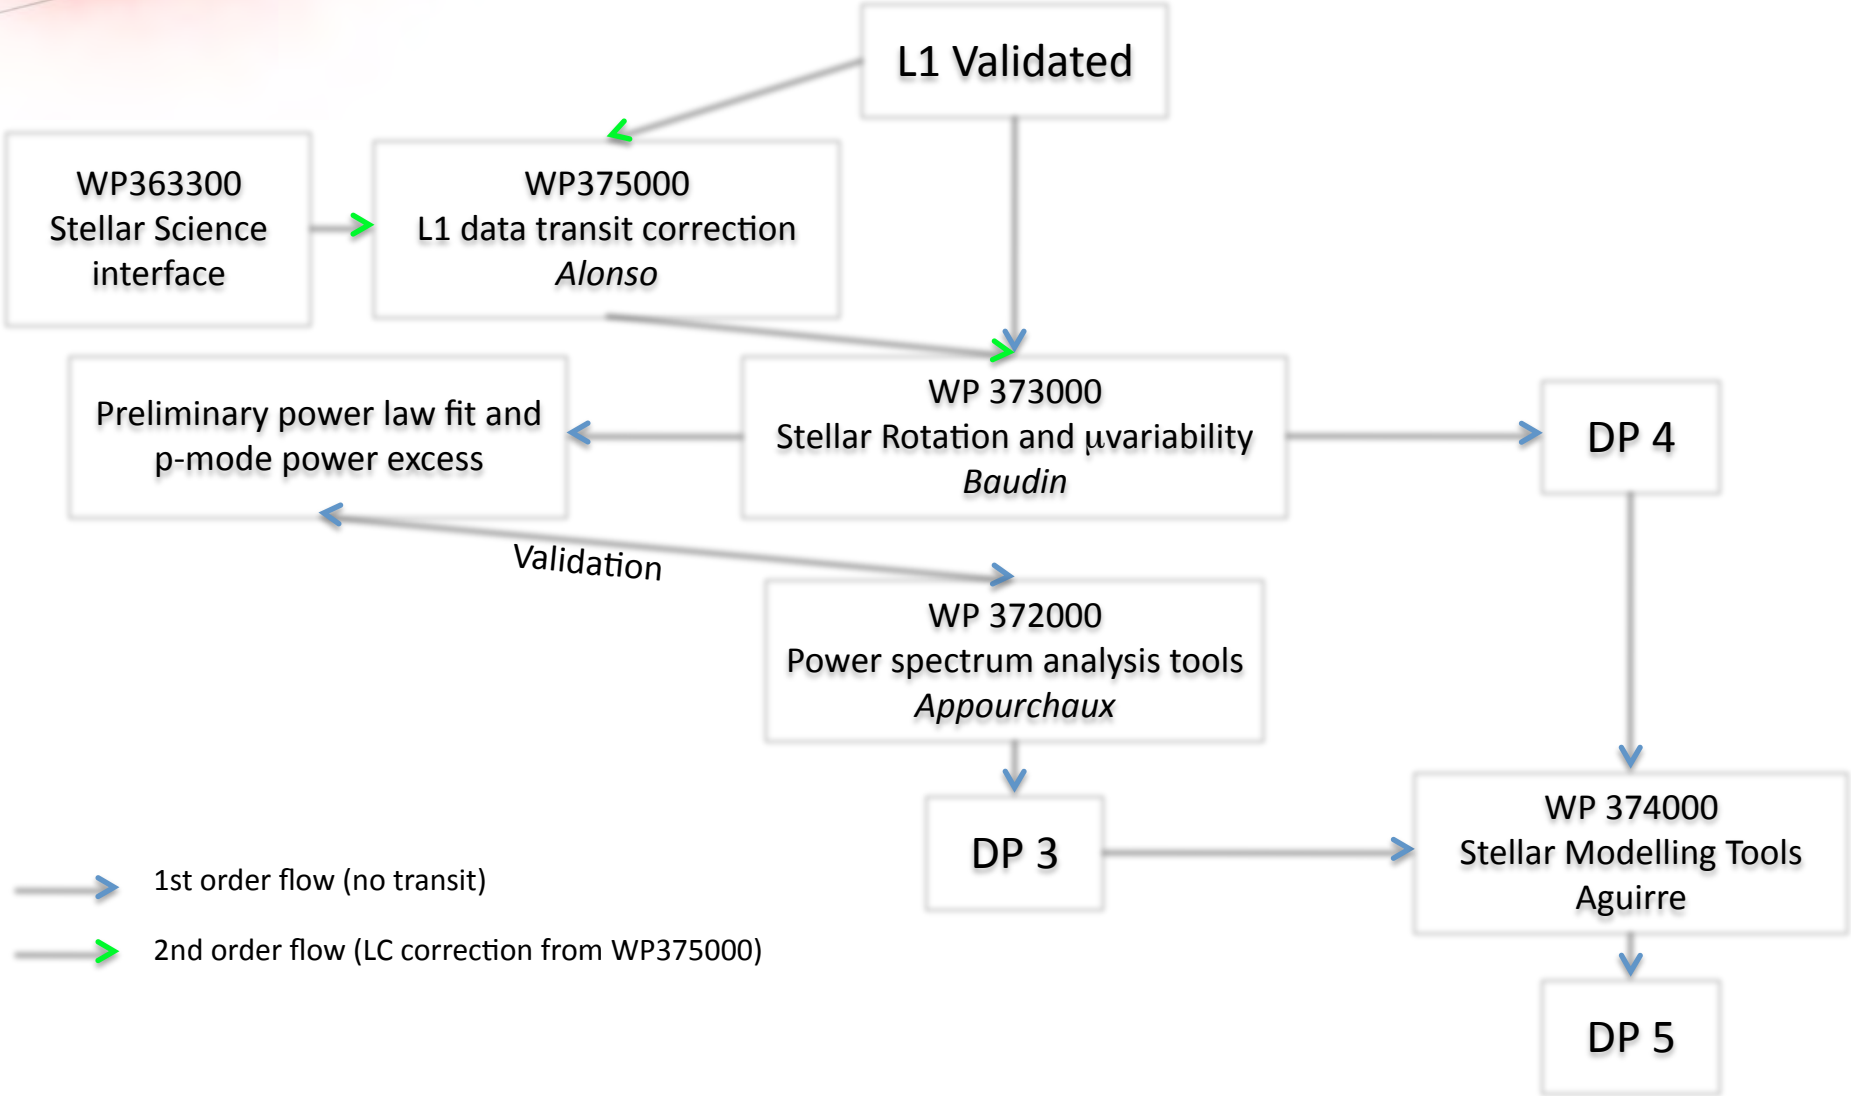 L1 Validated
WP363300
Stellar Science
interface
WP375000
L1 data transit correction
Alonso
Preliminary power law fit and
p-mode power excess
WP 373000
Stellar Rotation and μvariability
Baudin
DP 4
Validation
WP 372000
Power spectrum analysis tools
Appourchaux
DP 3
WP 374000
Stellar Modelling Tools
Aguirre
1st order flow (no transit)
2nd order flow (LC correction from WP375000)
DP 5